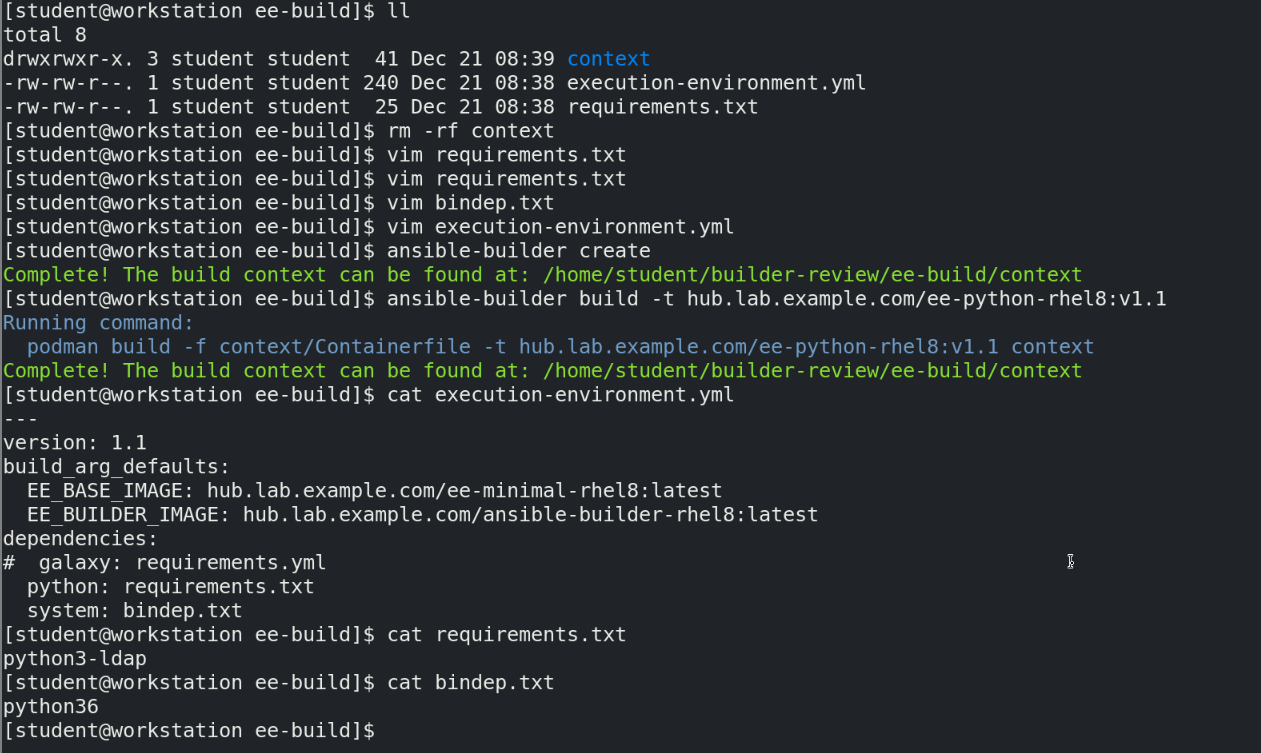 [student@workstation ee-build]$ ll
total 8
drwxrwxr-x. 3 student student  41 Dec 21 08:39 context
-rw-rw-r--. 1 student student 240 Dec 21 08:38 execution-environment.yml
-rw-rw-r--. 1 student student  25 Dec 21 08:38 requirements.txt
[student@workstation ee-build]$ rm -rf context
[student@workstation ee-build]$ vim requirements.txt
[student@workstation ee-build]$ vim requirements.txt
[student@workstation ee-build]$ vim bindep.txt
[student@workstation ee-build]$ vim execution-environment.yml
[student@workstation ee-build]$ ansible-builder create
Complete! The build context can be found at: /home/student/builder-review/ee-build/context
[student@workstation ee-build]$ ansible-builder build -t hub.lab.example.com/ee-python-rhel8:v1.1
Running command:
  podman build -f context/Containerfile -t hub.lab.example.com/ee-python-rhel8:v1.1 context
Complete! The build context can be found at: /home/student/builder-review/ee-build/context
[student@workstation ee-build]$ cat execution-environment.yml
---
version: 1.1
build_arg_defaults:
  EE_BASE_IMAGE: hub.lab.example.com/ee-minimal-rhel8:latest
  EE_BUILDER_IMAGE: hub.lab.example.com/ansible-builder-rhel8:latest
dependencies:
#  galaxy: requirements.yml
  python: requirements.txt
  system: bindep.txt
[student@workstation ee-build]$ cat requirements.txt
python3-ldap
[student@workstation ee-build]$ cat bindep.txt
python36
[student@workstation ee-build]$